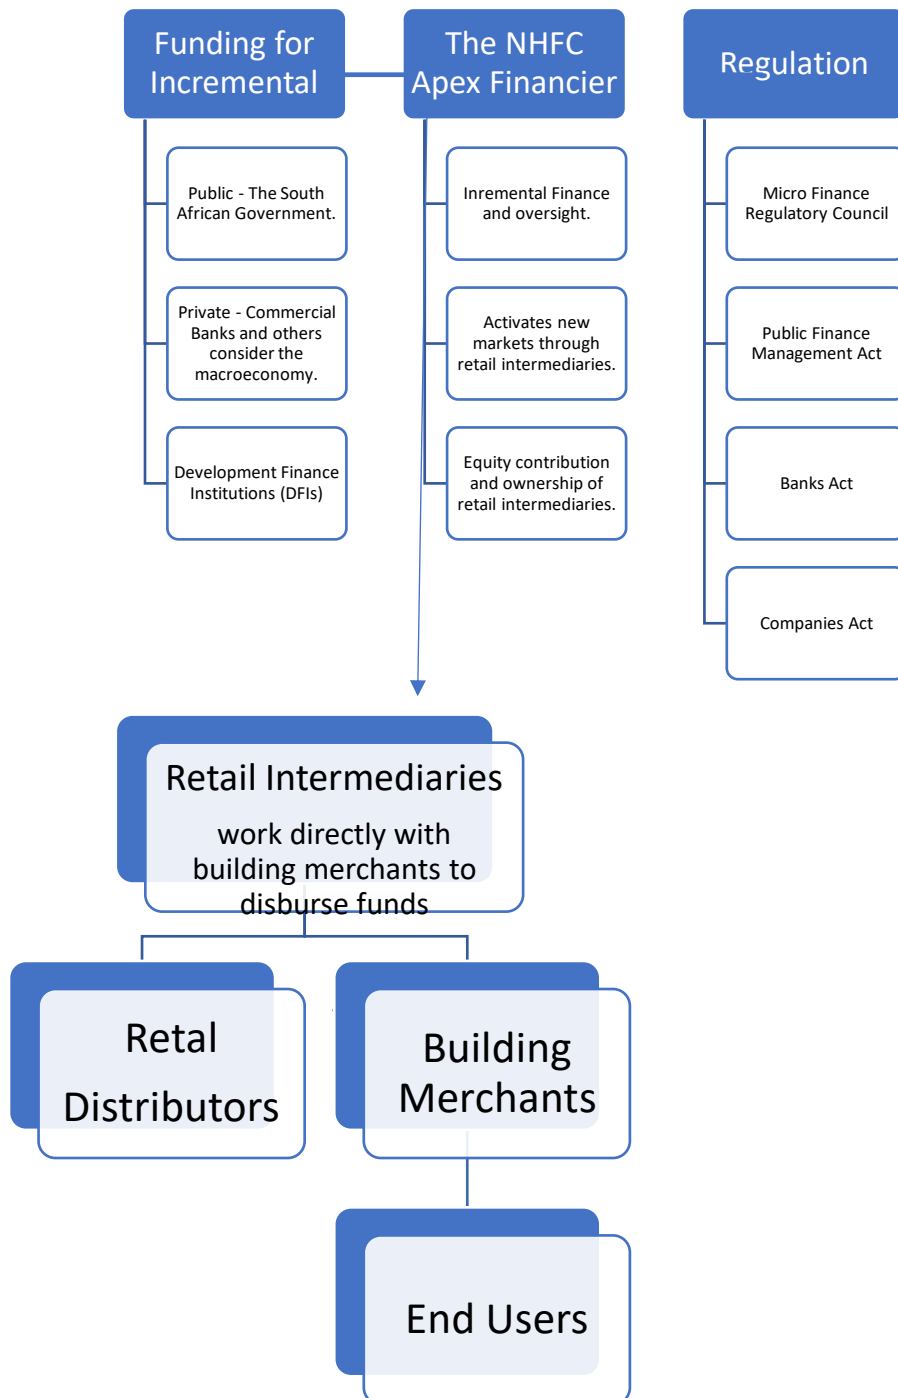 Funding for
Incremental
The NHFC
Apex Financier
Regulation
Public - The South
African Government.
Private - Commercial
Banks and others
consider the
macroeconomy.
Development Finance
Institutions (DFIs)
Inremental Finance
and oversight.
Activates new
markets through
retail intermediaries.
Equity contribution
and ownership of
retail intermediaries.
Micro Finance
Regulatory Council
Public Finance
Management Act
Banks Act
Companies Act
Retail Intermediaries
work directly with
building merchants to
disburse funds
Retal
Distributors
Building
Merchants
End Users